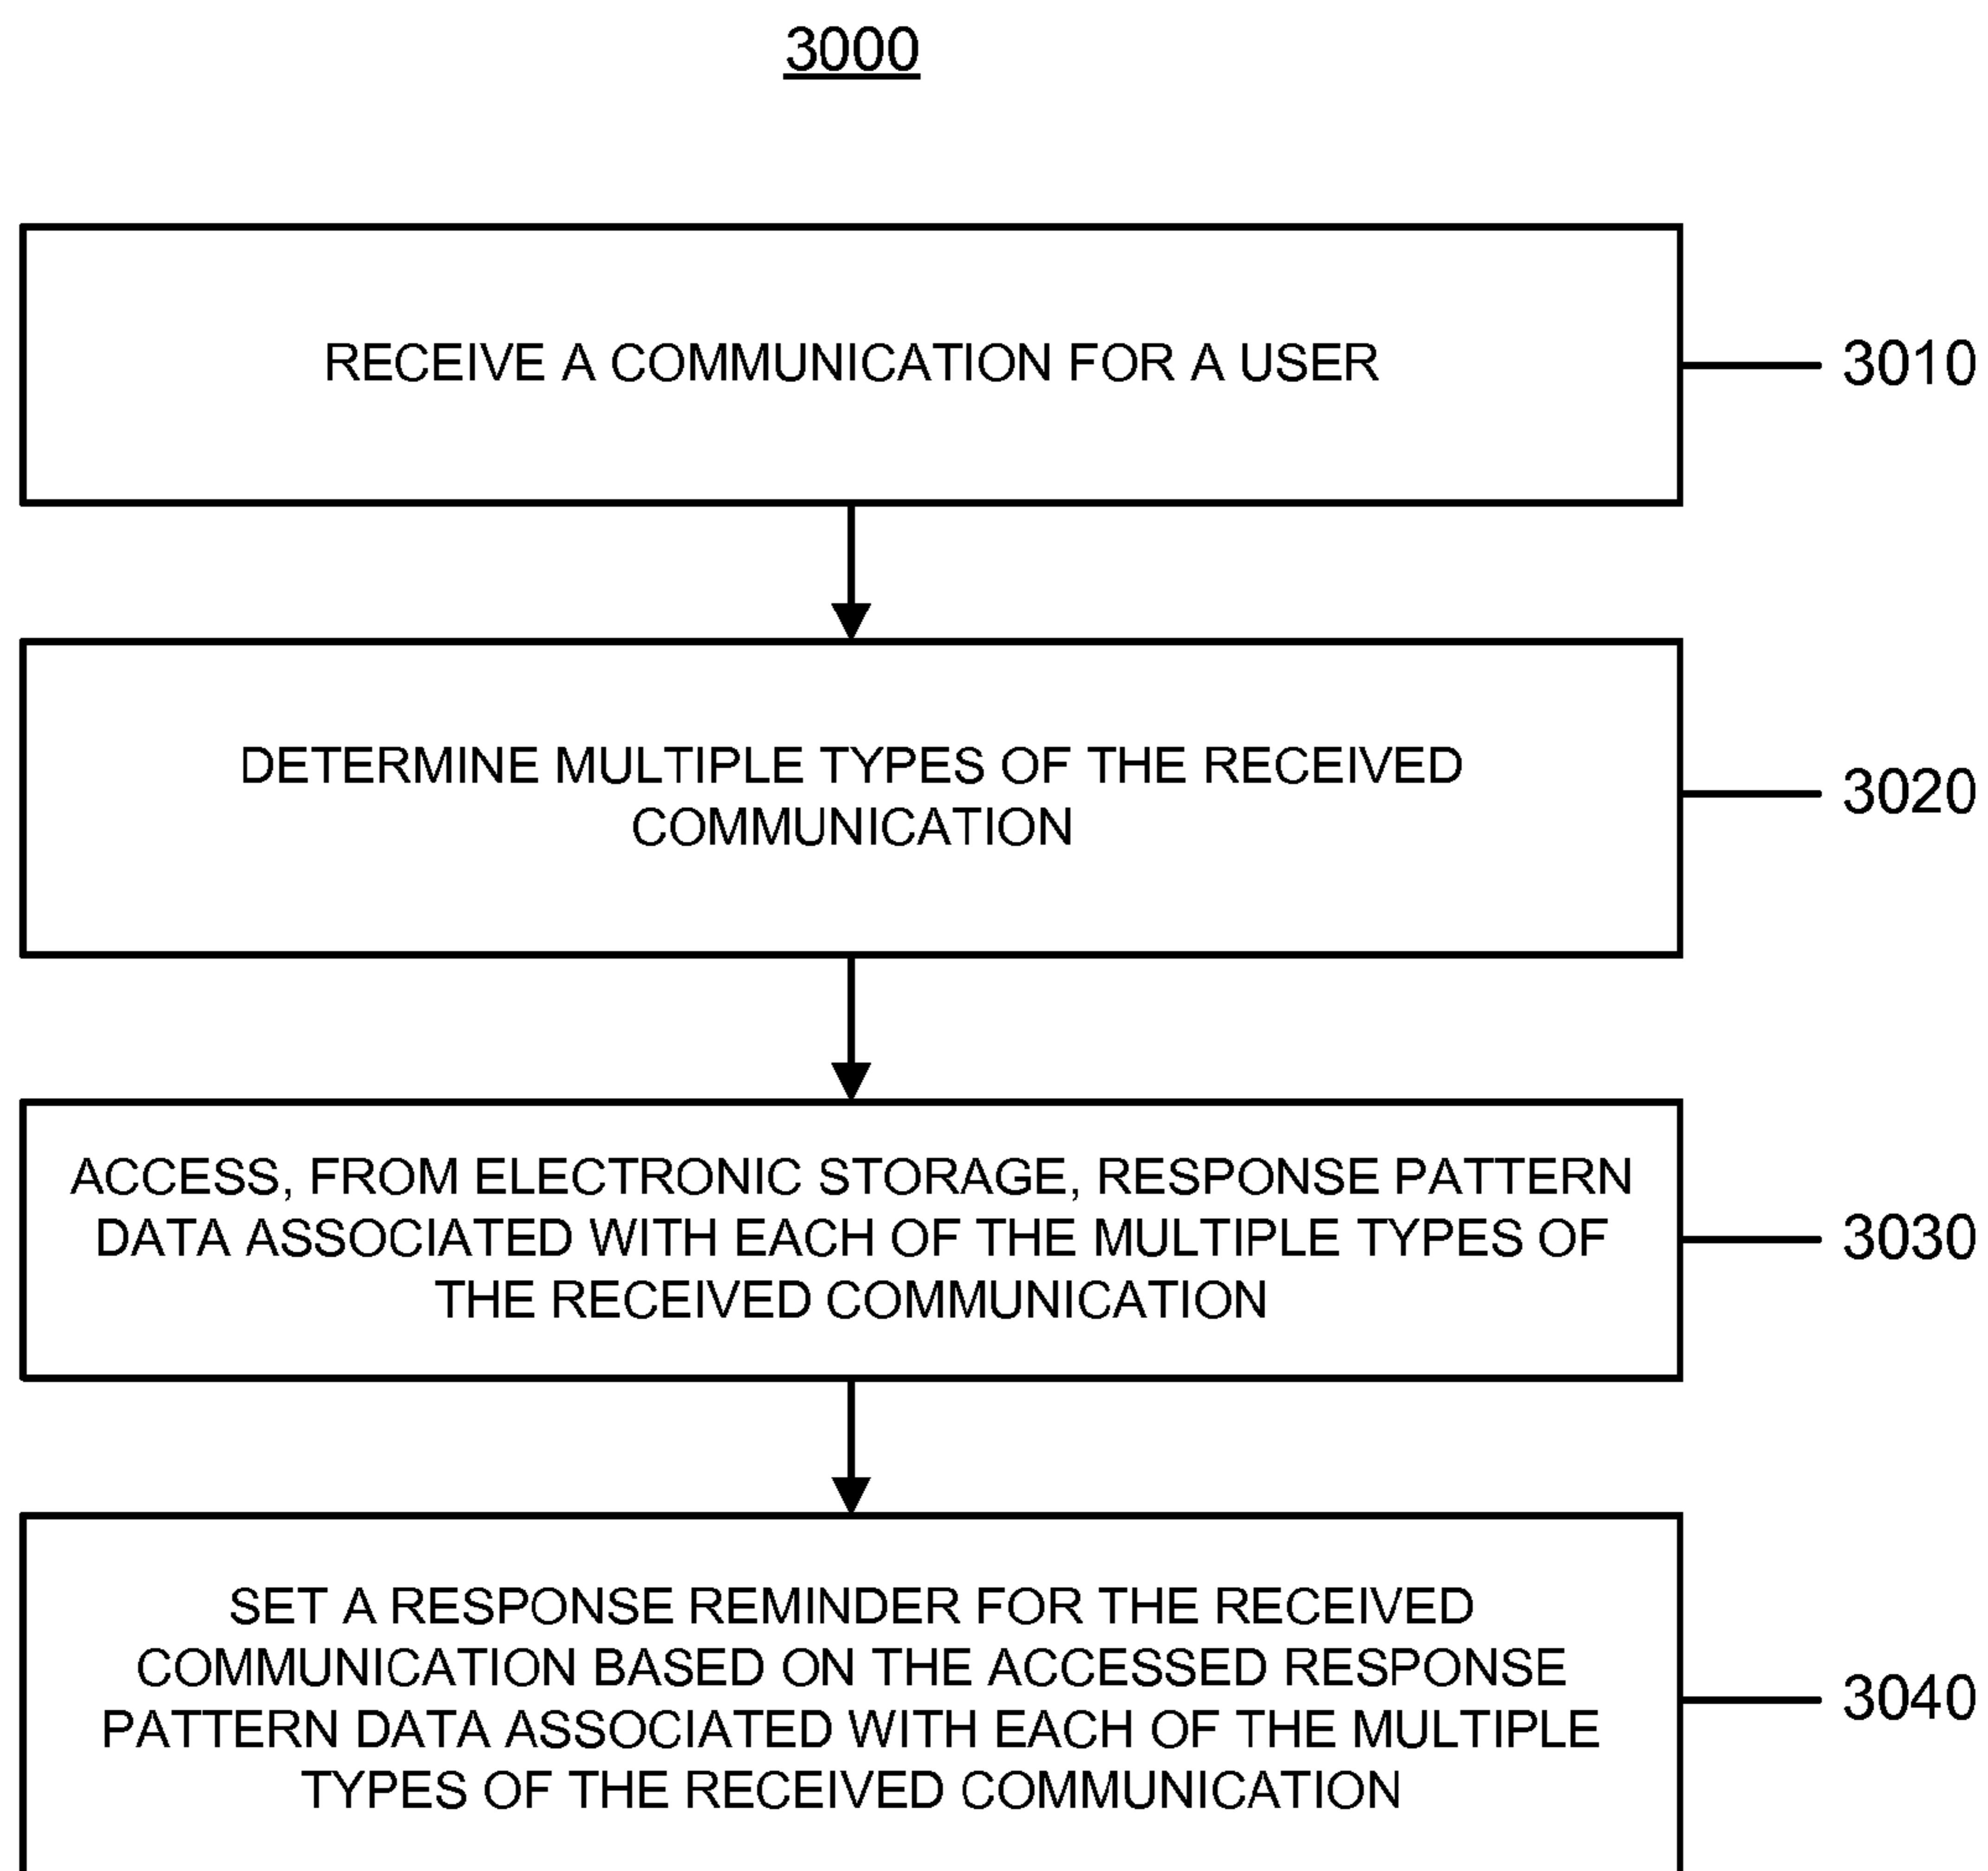 3000
RECEIVE A COMMUNICATION FOR A USER
3010
DETERMINE MULTIPLE TYPES OF THE RECEIVED
COMMUNICATION
3020
ACCESS, FROM ELECTRONIC STORAGE, RESPONSE PATTERN
DATA ASSOCIATED WITH EACH OF THE MULTIPLE TYPES OF
THE RECEIVED COMMUNICATION
3030
SET A RESPONSE REMINDER FOR THE RECEIVED
COMMUNICATION BASED ON THE ACCESSED RESPONSE
PATTERN DATA ASSOCIATED WITH EACH OF THE MULTIPLE
TYPES OF THE RECEIVED COMMUNICATION
3040